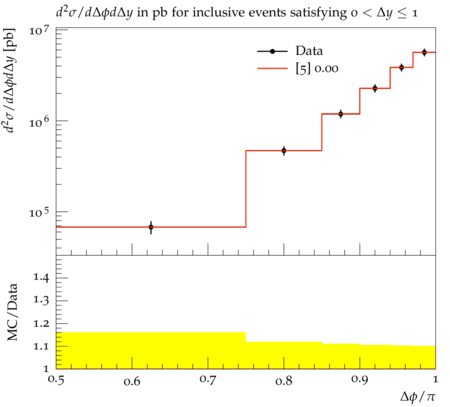 d²σ/dΔϕdΔy in pb for inclusive events satisfying 0 < Δy ≤ 1
d²σ/dΔϕdΔy [pb]
10⁷
10⁶
10⁵
Data
[5] 0.00
MC/Data
1.4
1.3
1.2
1.1
1
0.5 0.6 0.7 0.8 0.9 1
Δϕ/π